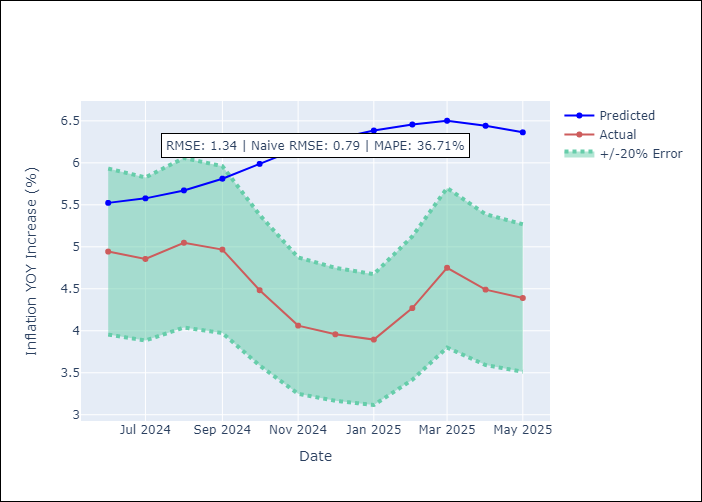 6.5
6
5.5
5
4.5
4
3.5
3
Inflation YOY Increase (%)
RMSE: 1.34 | Naive RMSE: 0.79 | MAPE: 36.71%
Predicted
Actual
+/-20% Error
Jul 2024
Sep 2024
Nov 2024
Jan 2025
Mar 2025
May 2025
Date